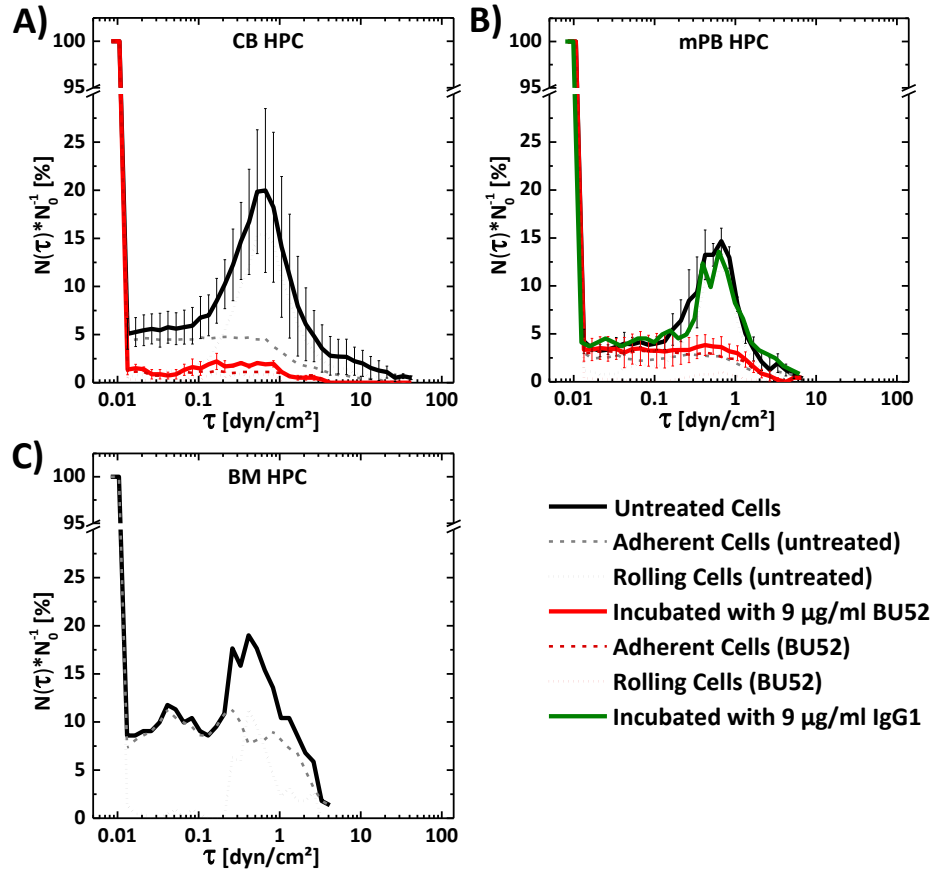 A)
CB HPC
100
95
25
20
15
10
5
0
N(τ)*N₀⁻¹ [%]
0.01 0.1 1 10 100
τ [dyn/cm²]
B)
mPB HPC
100
95
25
20
15
10
5
0
N(τ)*N₀⁻¹ [%]
0.01 0.1 1 10 100
τ [dyn/cm²]
C)
BM HPC
100
95
25
20
15
10
5
0
N(τ)*N₀⁻¹ [%]
0.01 0.1 1 10 100
τ [dyn/cm²]
Untreated Cells
Adherent Cells (untreated)
Rolling Cells (untreated)
Incubated with 9 µg/ml BU52
Adherent Cells (BU52)
Rolling Cells (BU52)
Incubated with 9 µg/ml IgG1